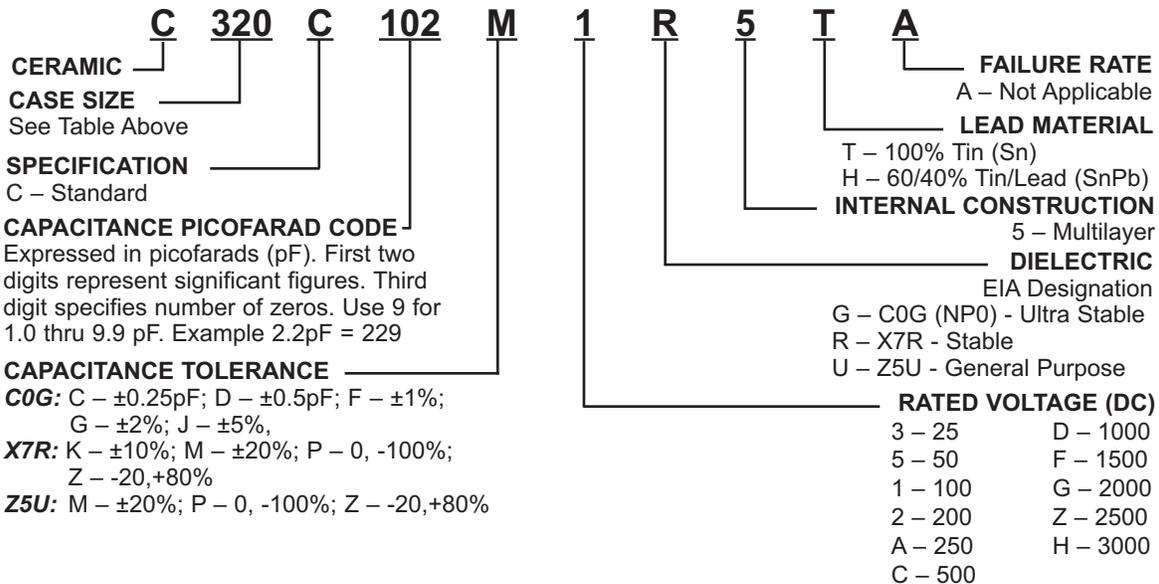 C 320 C 102 M 1 R 5 T A
CERAMIC
CASE SIZE
See Table Above
SPECIFICATION
C – Standard
CAPACITANCE PICOFARAD CODE
Expressed in picofarads (pF). First two
digits represent significant figures. Third
digit specifies number of zeros. Use 9 for
1.0 thru 9.9 pF. Example 2.2pF = 229
CAPACITANCE TOLERANCE
C0G: C – ±0.25pF; D – ±0.5pF; F – ±1%;
G – ±2%; J – ±5%,
X7R: K – ±10%; M – ±20%; P – 0, -100%;
Z – -20,+80%
Z5U: M – ±20%; P – 0, -100%; Z – -20,+80%
FAILURE RATE
A – Not Applicable
LEAD MATERIAL
T – 100% Tin (Sn)
H – 60/40% Tin/Lead (SnPb)
INTERNAL CONSTRUCTION
5 – Multilayer
DIELECTRIC
EIA Designation
G – C0G (NP0) - Ultra Stable
R – X7R - Stable
U – Z5U - General Purpose
RATED VOLTAGE (DC)
3 – 25 D – 1000
5 – 50 F – 1500
1 – 100 G – 2000
2 – 200 Z – 2500
A – 250 H – 3000
C – 500